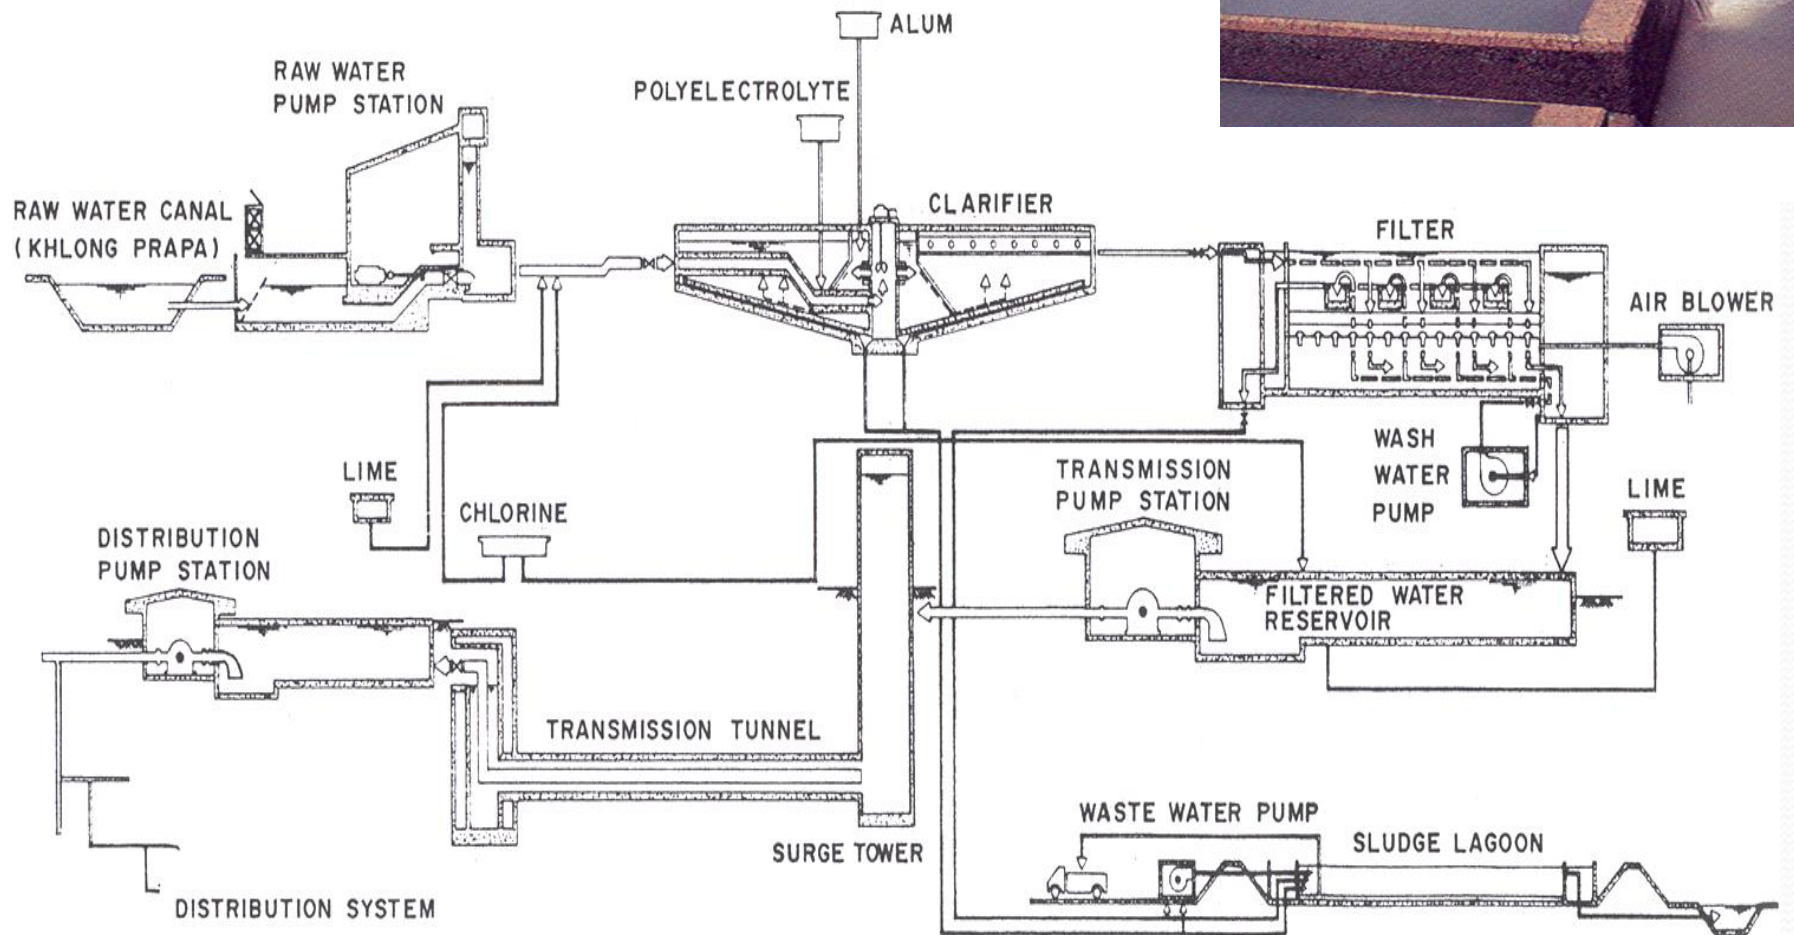 ALUM
RAW WATER
PUMP STATION
POLYELECTROLYTE
RAW WATER CANAL
(KHLONG PRAPA)
CLARIFIER
FILTER
AIR BLOWER
LIME
CHLORINE
WASH
WATER
PUMP
TRANSMISSION
PUMP STATION
LIME
DISTRIBUTION
PUMP STATION
FILTERED WATER
RESERVOIR
TRANSMISSION TUNNEL
SURGE TOWER
WASTE WATER PUMP
SLUDGE LAGOON
DISTRIBUTION SYSTEM